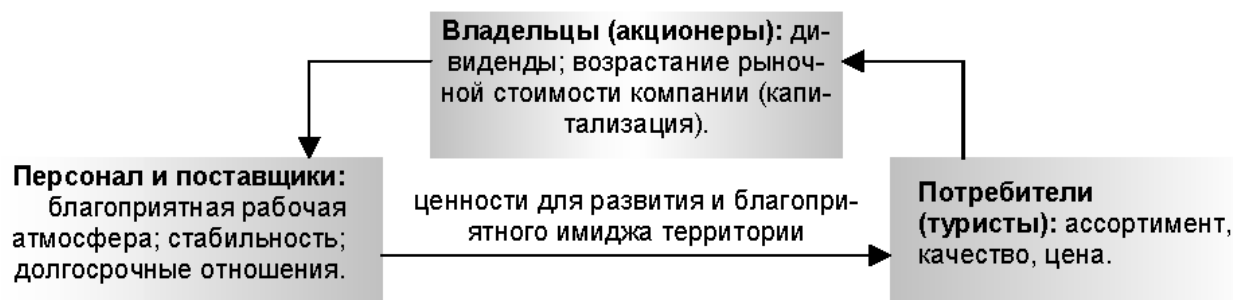 Владельцы (акционеры): ди-
виденды; возрастание рыноч-
ной стоимости компании (капи-
тализация).
Персонал и поставщики:
благоприятная рабочая
атмосфера; стабильность;
долгосрочные отношения.
ценности для развития и благопри-
ятного имиджа территории
Потребители
(туристы): ассортимент,
качество, цена.